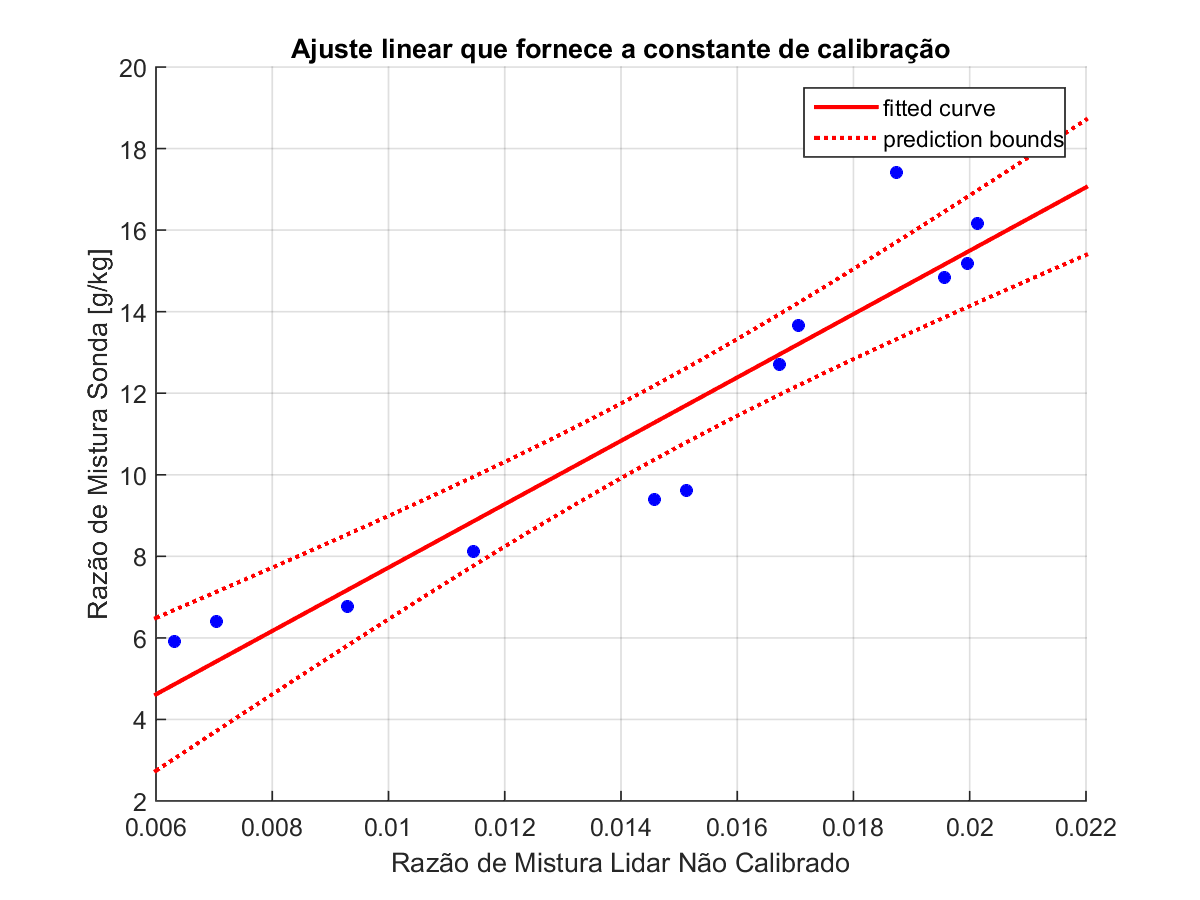 Ajuste linear que fornece a constante de calibração
fitted curve
prediction bounds
Razão de Mistura Sonda [g/kg]
20
18
16
14
12
10
8
6
4
2
0.006 0.008 0.01 0.012 0.014 0.016 0.018 0.02 0.022
Razão de Mistura Lidar Não Calibrado